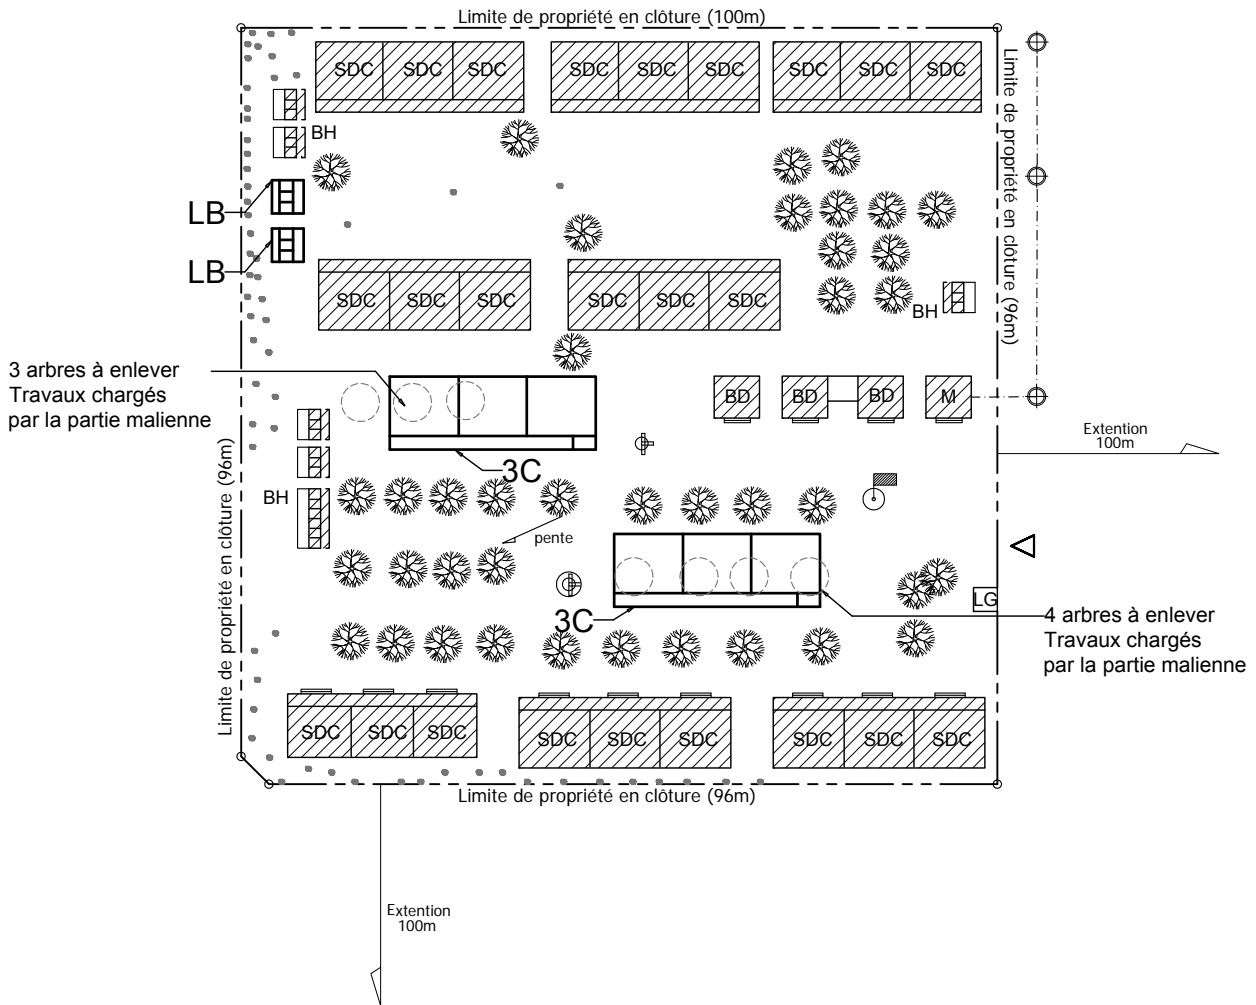 Limite de propriété en clôture (100m)
SDC SDC SDC SDC SDC SDC SDC SDC SDC
Limite de propriété en clôture (96m)
BH
LB
LB
SDC SDC SDC SDC SDC SDC
BH
3 arbres à enlever
Travaux chargés
par la partie malienne
BD BD BD M
Extention
100m
3C
BH
Limite de propriété en clôture (96m)
pente
LG
3C
4 arbres à enlever
Travaux chargés
par la partie malienne
SDC SDC SDC SDC SDC SDC SDC SDC SDC
Limite de propriété en clôture (96m)
Extention
100m